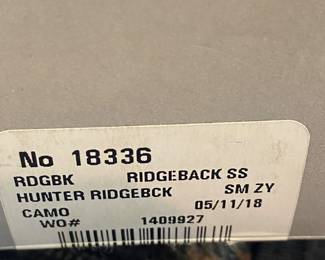 No 18336
RDGBK RIDGEBACK SS
HUNTER RIDGEBCK SM ZY
CAMO 05/11/18
WO# 1409927